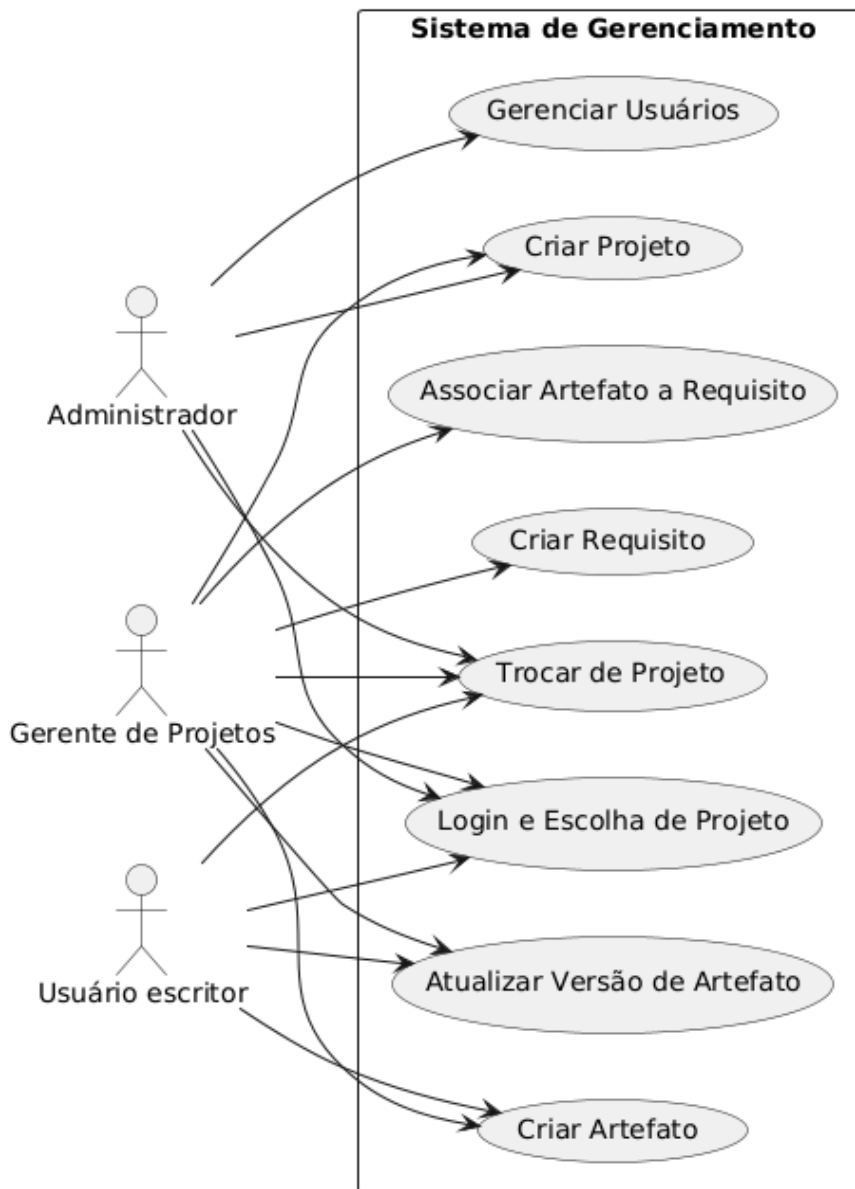 Sistema de Gerenciamento
Gerenciar Usuários
Criar Projeto
Associar Artefato a Requisito
Administrador
Criar Requisito
Trocar de Projeto
Gerente de Projetos
Login e Escolha de Projeto
Atualizar Versão de Artefato
Usuário escritor
Criar Artefato